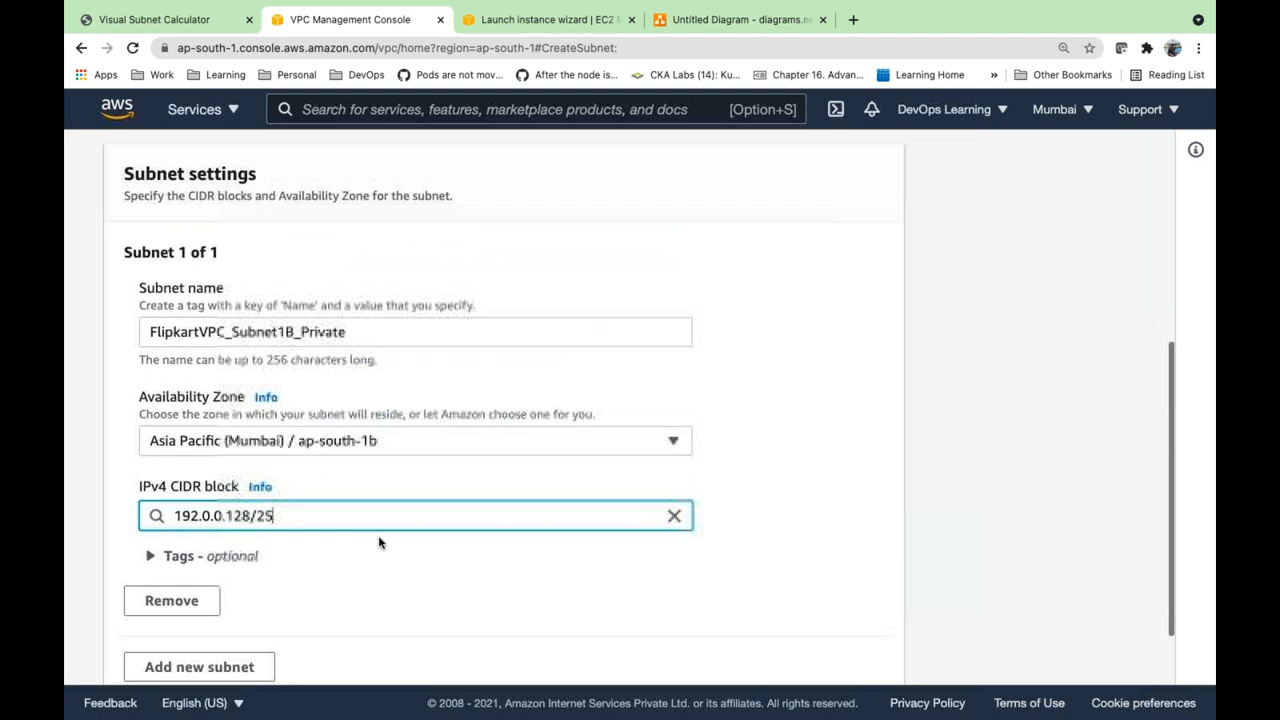 Visual Subnet Calculator
VPC Management Console
Launch instance wizard | EC2 M
Untitled Diagram - diagrams.ne
ap-south-1.console.aws.amazon.com/vpc/home?region=ap-south-1#CreateSubnet:
Apps
Work
Learning
Personal
DevOps
Pods are not mov...
After the node is...
CKA Labs (14): Ku...
Chapter 16. Advan...
Learning Home
»
Other Bookmarks
Reading List
aws
Services
Search for services, features, marketplace products, and docs
[Option+S]
DevOps Learning
Mumbai
Support
Subnet settings
Specify the CIDR blocks and Availability Zone for the subnet.
Subnet 1 of 1
Subnet name
Create a tag with a key of 'Name' and a value that you specify.
FlipkartVPC_Subnet1B_Private
The name can be up to 256 characters long.
Availability Zone Info
Choose the zone in which your subnet will reside, or let Amazon choose one for you.
Asia Pacific (Mumbai) / ap-south-1b
IPv4 CIDR block Info
192.0.0.128/25
Tags - optional
Remove
Add new subnet
Feedback
English (US)
© 2008 - 2021, Amazon Internet Services Private Ltd. or its affiliates. All rights reserved.
Privacy Policy
Terms of Use
Cookie preferences